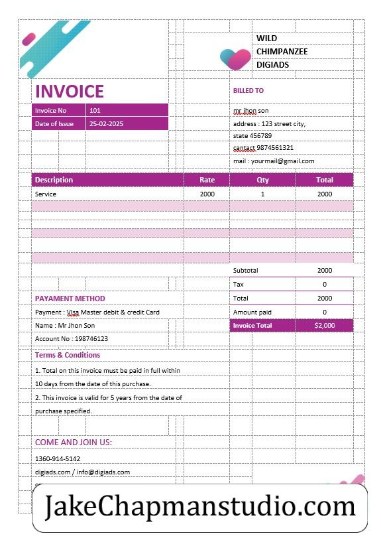 WILD
CHIMPANZEE
DIGIADS
INVOICE
BILLED TO
Invoice No 101
mr jhon son
Date of Issue 25-02-2025
address : 123 street city,
state 456789
contact 9874561321
mail : yourmail@gmail.com
Description Rate Qty Total
Service 2000 1 2000
Subtotal 2000
Tax 0
PAYAMENT METHOD
Total 2000
Payment : Visa Master debit & credit Card
Amount paid 0
Name : Mr Jhon Son
Invoice Total $2,000
Account No : 198746123
Terms & Conditions
1. Total on this invoice must be paid in full within
10 days from the date of this purchase.
2. This invoice is valid for 5 years from the date of
purchase specified.
COME AND JOIN US:
1360-914-5142
digiads.com / info@digiads.com
JakeChapmanstudio.com